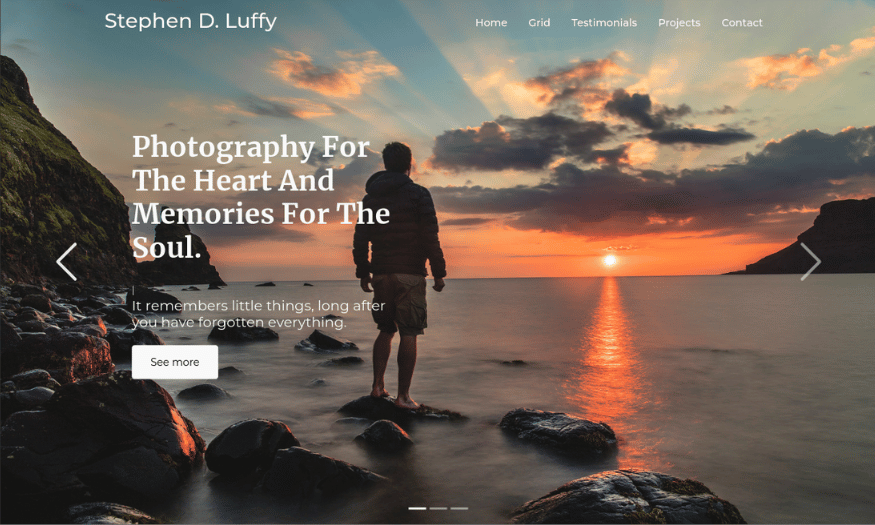 Stephen D. Luffy
Home Grid Testimonials Projects Contact
Photography For
The Heart And
Memories For The
Soul.
It remembers little things, long after
you have forgotten everything.
See more